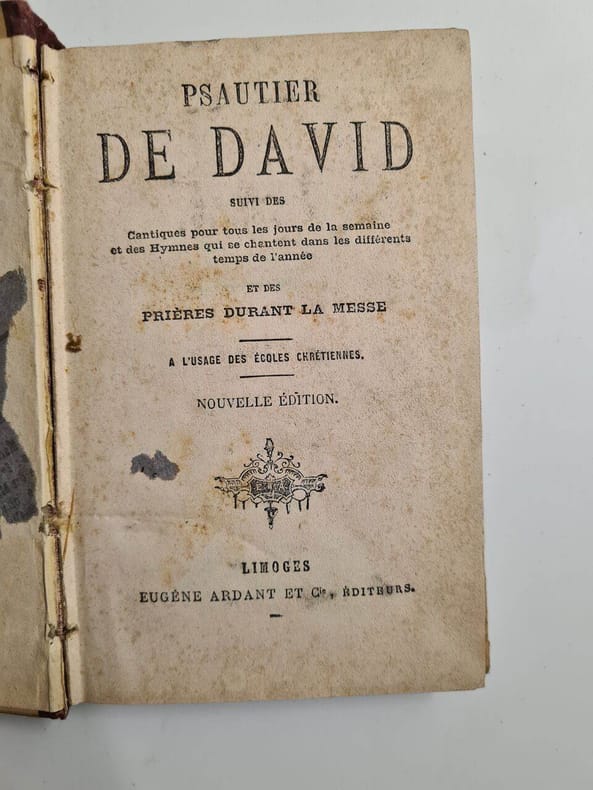 PSAUTIER
DE DAVID
SUIVI DES
Cantiques pour tous les jours de la semaine
et des Hymnes qui se chantent dans les différents
temps de l'année
ET DES
PRIÈRES DURANT LA MESSE
A L'USAGE DES ÉCOLES CHRÉTIENNES.
NOUVELLE ÉDITION.
LIMOGES
EUGÈNE ARDANT ET Cie, ÉDITEURS.